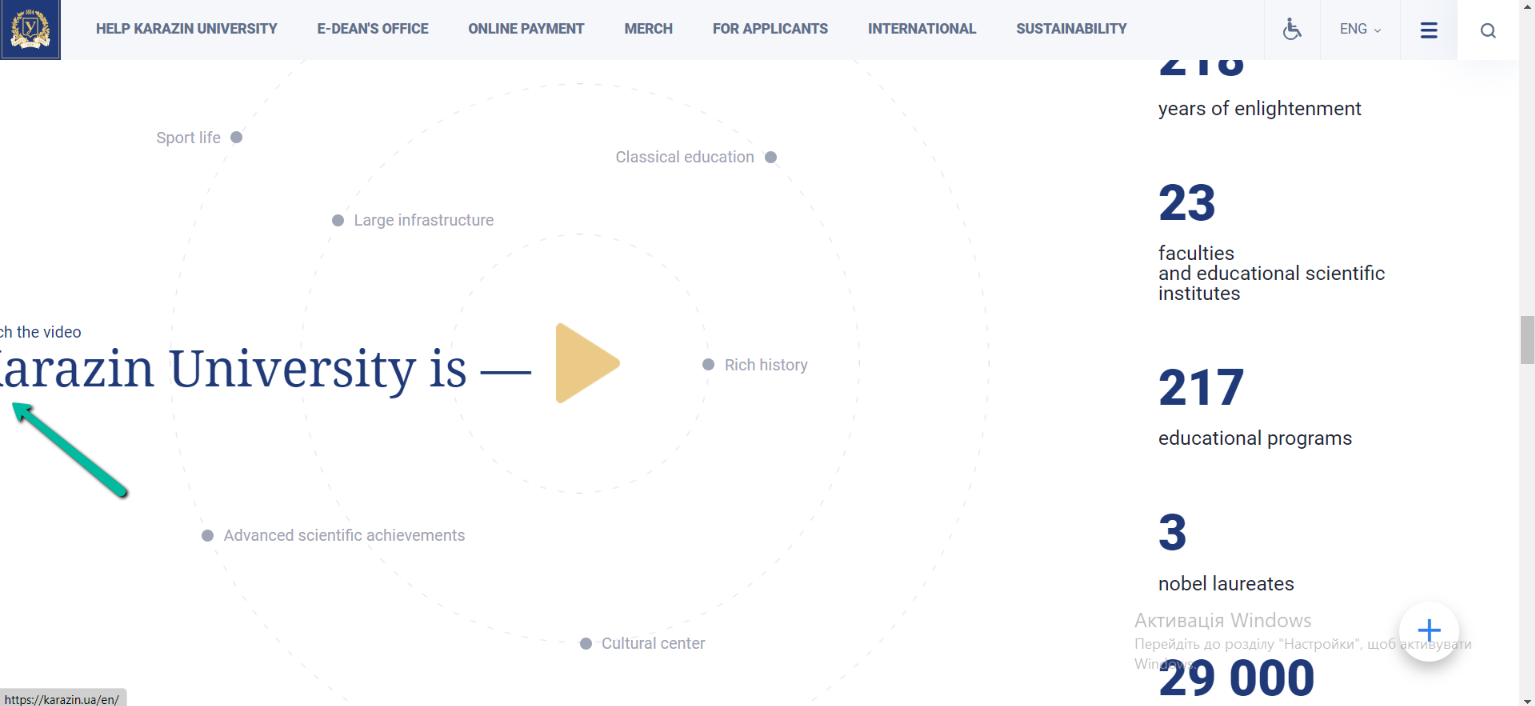 HELP KARAZIN UNIVERSITY
E-DEAN'S OFFICE
ONLINE PAYMENT
MERCH
FOR APPLICANTS
INTERNATIONAL
SUSTAINABILITY
ENG
218
years of enlightenment
Sport life
Classical education
Large infrastructure
23
faculties
and educational scientific
institutes
ch the video
Karazin University is —
Rich history
217
educational programs
Advanced scientific achievements
3
nobel laureates
Cultural center
Активація Windows
Перейдіть до розділу "Настройки", щоб активувати
Windows.
29 000
https://karazin.ua/en/